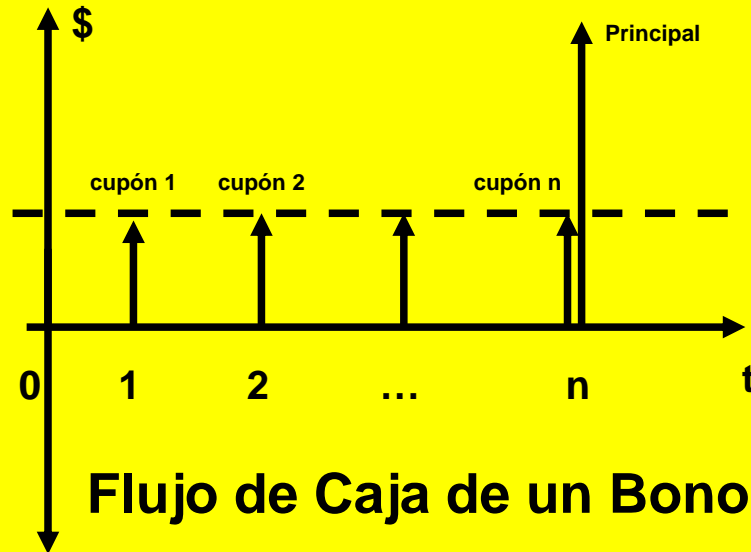 $
Principal
cupón 1 cupón 2 cupón n
0 1 2 ... n t
Flujo de Caja de un Bono